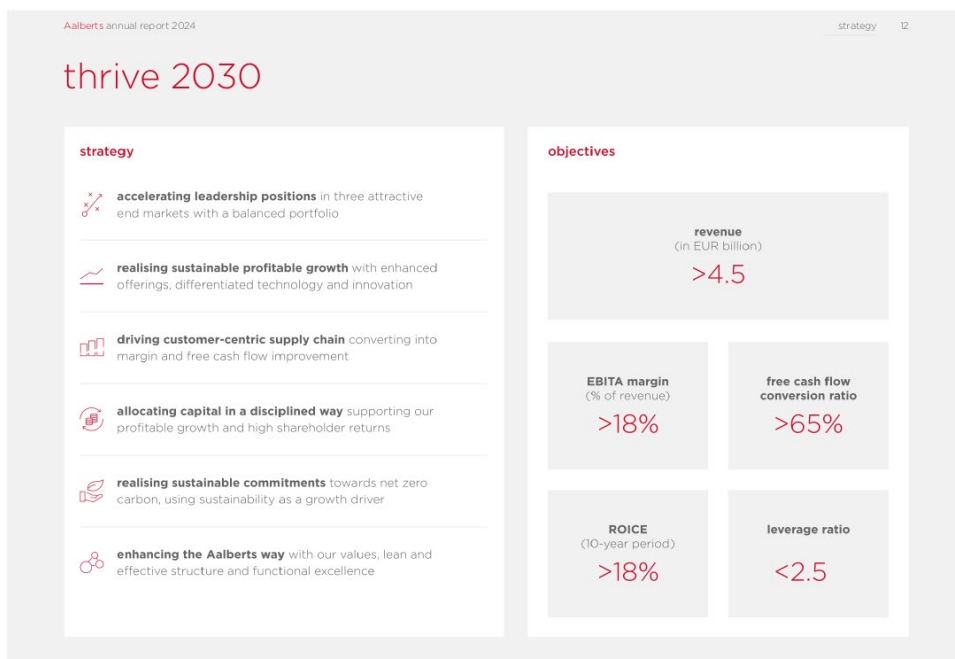 Aalberts annual report 2024
strategy 12
thrive 2030
strategy
accelerating leadership positions in three attractive
end markets with a balanced portfolio
realising sustainable profitable growth with enhanced
offerings, differentiated technology and innovation
driving customer-centric supply chain converting into
margin and free cash flow improvement
allocating capital in a disciplined way supporting our
profitable growth and high shareholder returns
realising sustainable commitments towards net zero
carbon, using sustainability as a growth driver
enhancing the Aalberts way with our values, lean and
effective structure and functional excellence
objectives
revenue
(in EUR billion)
>4.5
EBITA margin
(% of revenue)
>18%
free cash flow
conversion ratio
>65%
ROICE
(10-year period)
>18%
leverage ratio
<2.5